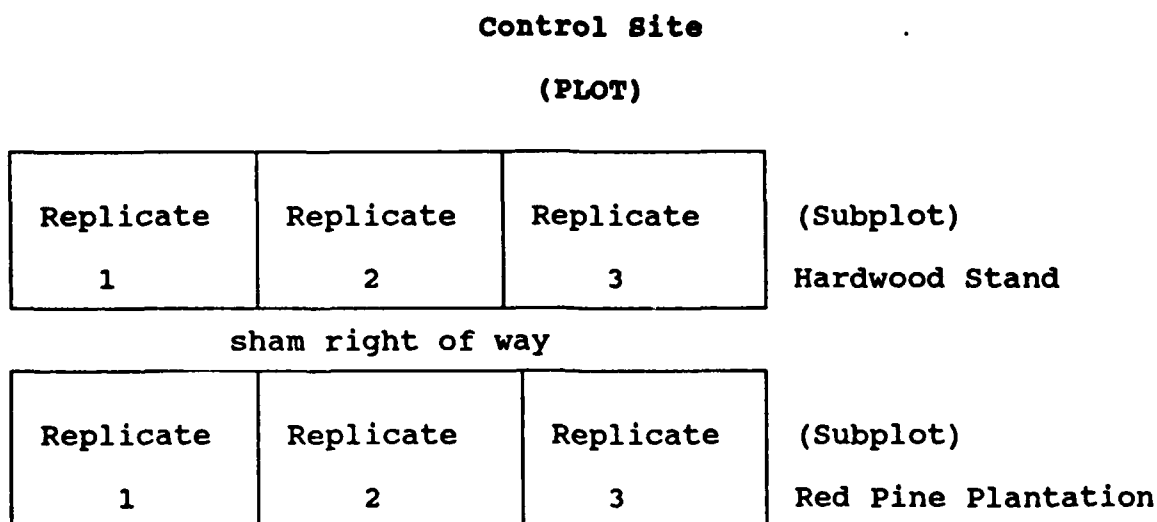 Control Site
(PLOT)
Replicate Replicate Replicate (Subplot)
1 2 3 Hardwood Stand
sham right of way
Replicate Replicate Replicate (Subplot)
1 2 3 Red Pine Plantation